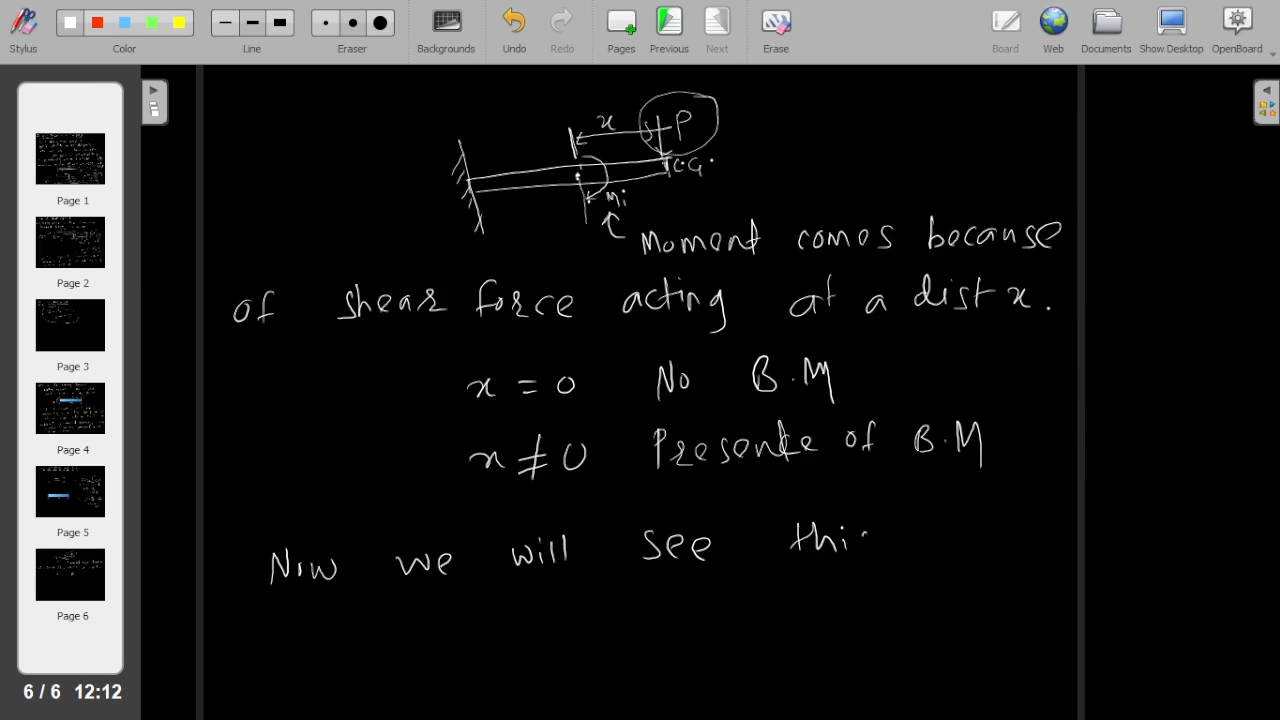 Stylus
Color
Line
Eraser
Backgrounds
Undo
Redo
Pages
Previous
Next
Erase
Board
Web
Documents
Show Desktop
OpenBoard
Page 1
Page 2
Page 3
Page 4
Page 5
Page 6
6 / 6 12:12
x P
C.G.
Mi
Moment comes because
of shear force acting at a dist x.
x = 0 No B.M
x ≠ 0 Presence of B.M
Now we will see thi